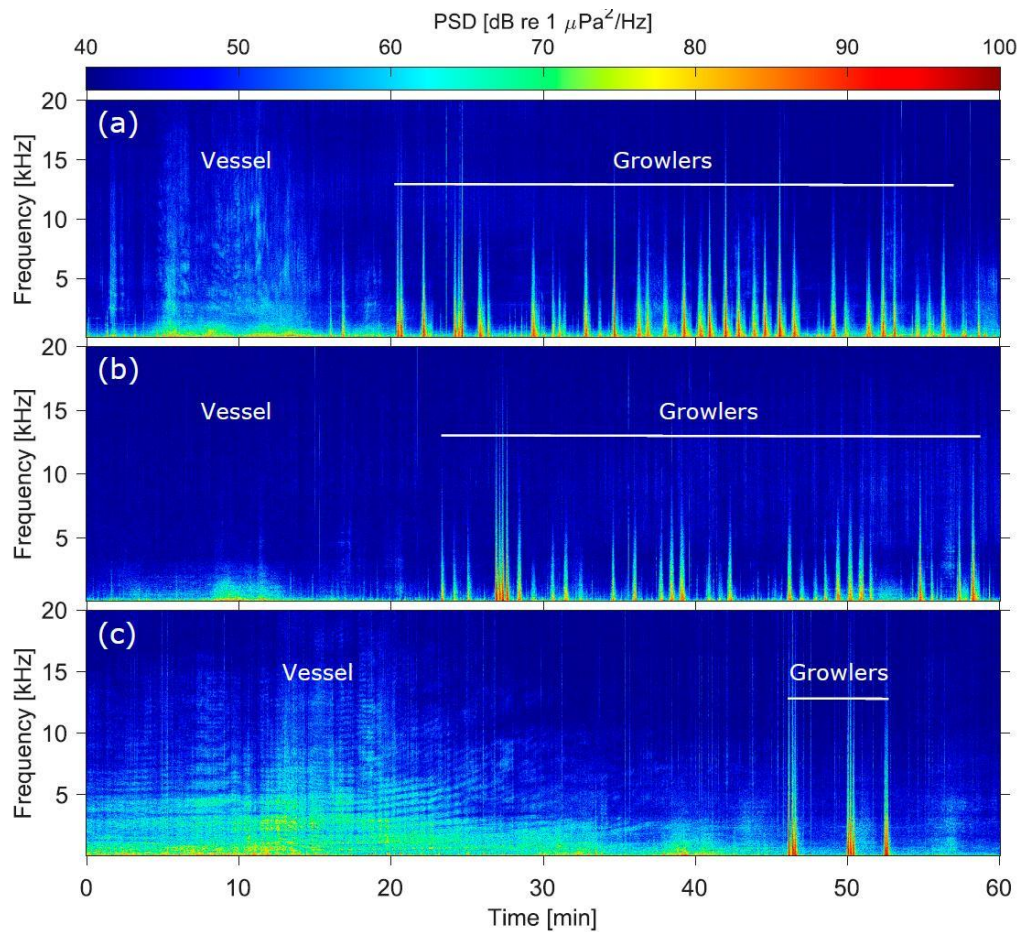 PSD [dB re 1 μPa²/Hz]
40 50 60 70 80 90 100
(a)
Vessel
Growlers
Frequency [kHz]
20
15
10
5
(b)
Vessel
Growlers
Frequency [kHz]
20
15
10
5
(c)
Vessel
Growlers
Frequency [kHz]
20
15
10
5
0 10 20 30 40 50 60
Time [min]